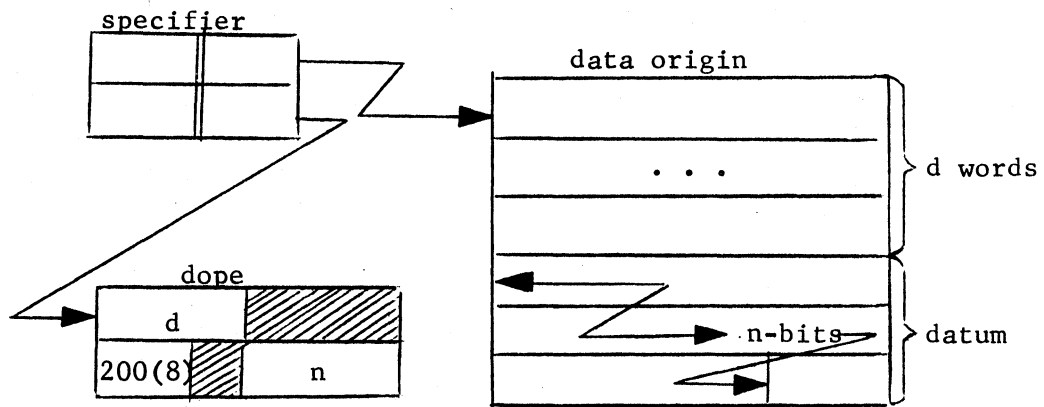 specifier
data origin
. . .
d words
dope
d
200(8)
n
n-bits
datum